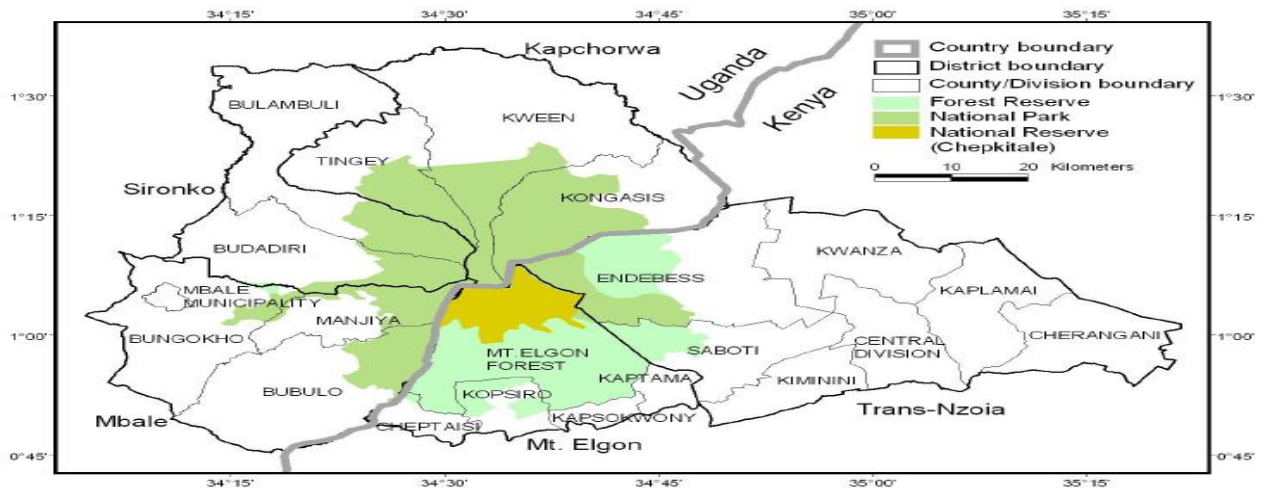 34°15' 34°30' 34°45' 35°00' 35°15'
Kapchorwa
Uganda
Kenya
Country boundary
District boundary
County/Division boundary
Forest Reserve
National Park
National Reserve
(Chepkitale)
0 10 20 Kilometers
1°30' 1°30'
BULAMBULI
KWEEN
TINGEY
Sironko
KONGASIS
1°15' 1°15'
BUDADIRI
KWANZA
ENDEBESS
MBALE
MUNICIPALITY
KAPLAMAI
MANJIYA
1°00' 1°00'
BUNGOKHO
CHERANGANI
CENTRAL
DIVISION
SABOTI
MT. ELGON
FOREST
KAPTAMA
KIMININI
BUBULO
KOPSIRO
Trans-Nzoia
Mbale
KAPSOKWONY
CHEPTAISI
Mt. Elgon
0°45' 0°45'
34°15' 34°30' 34°45' 35°00' 35°15'